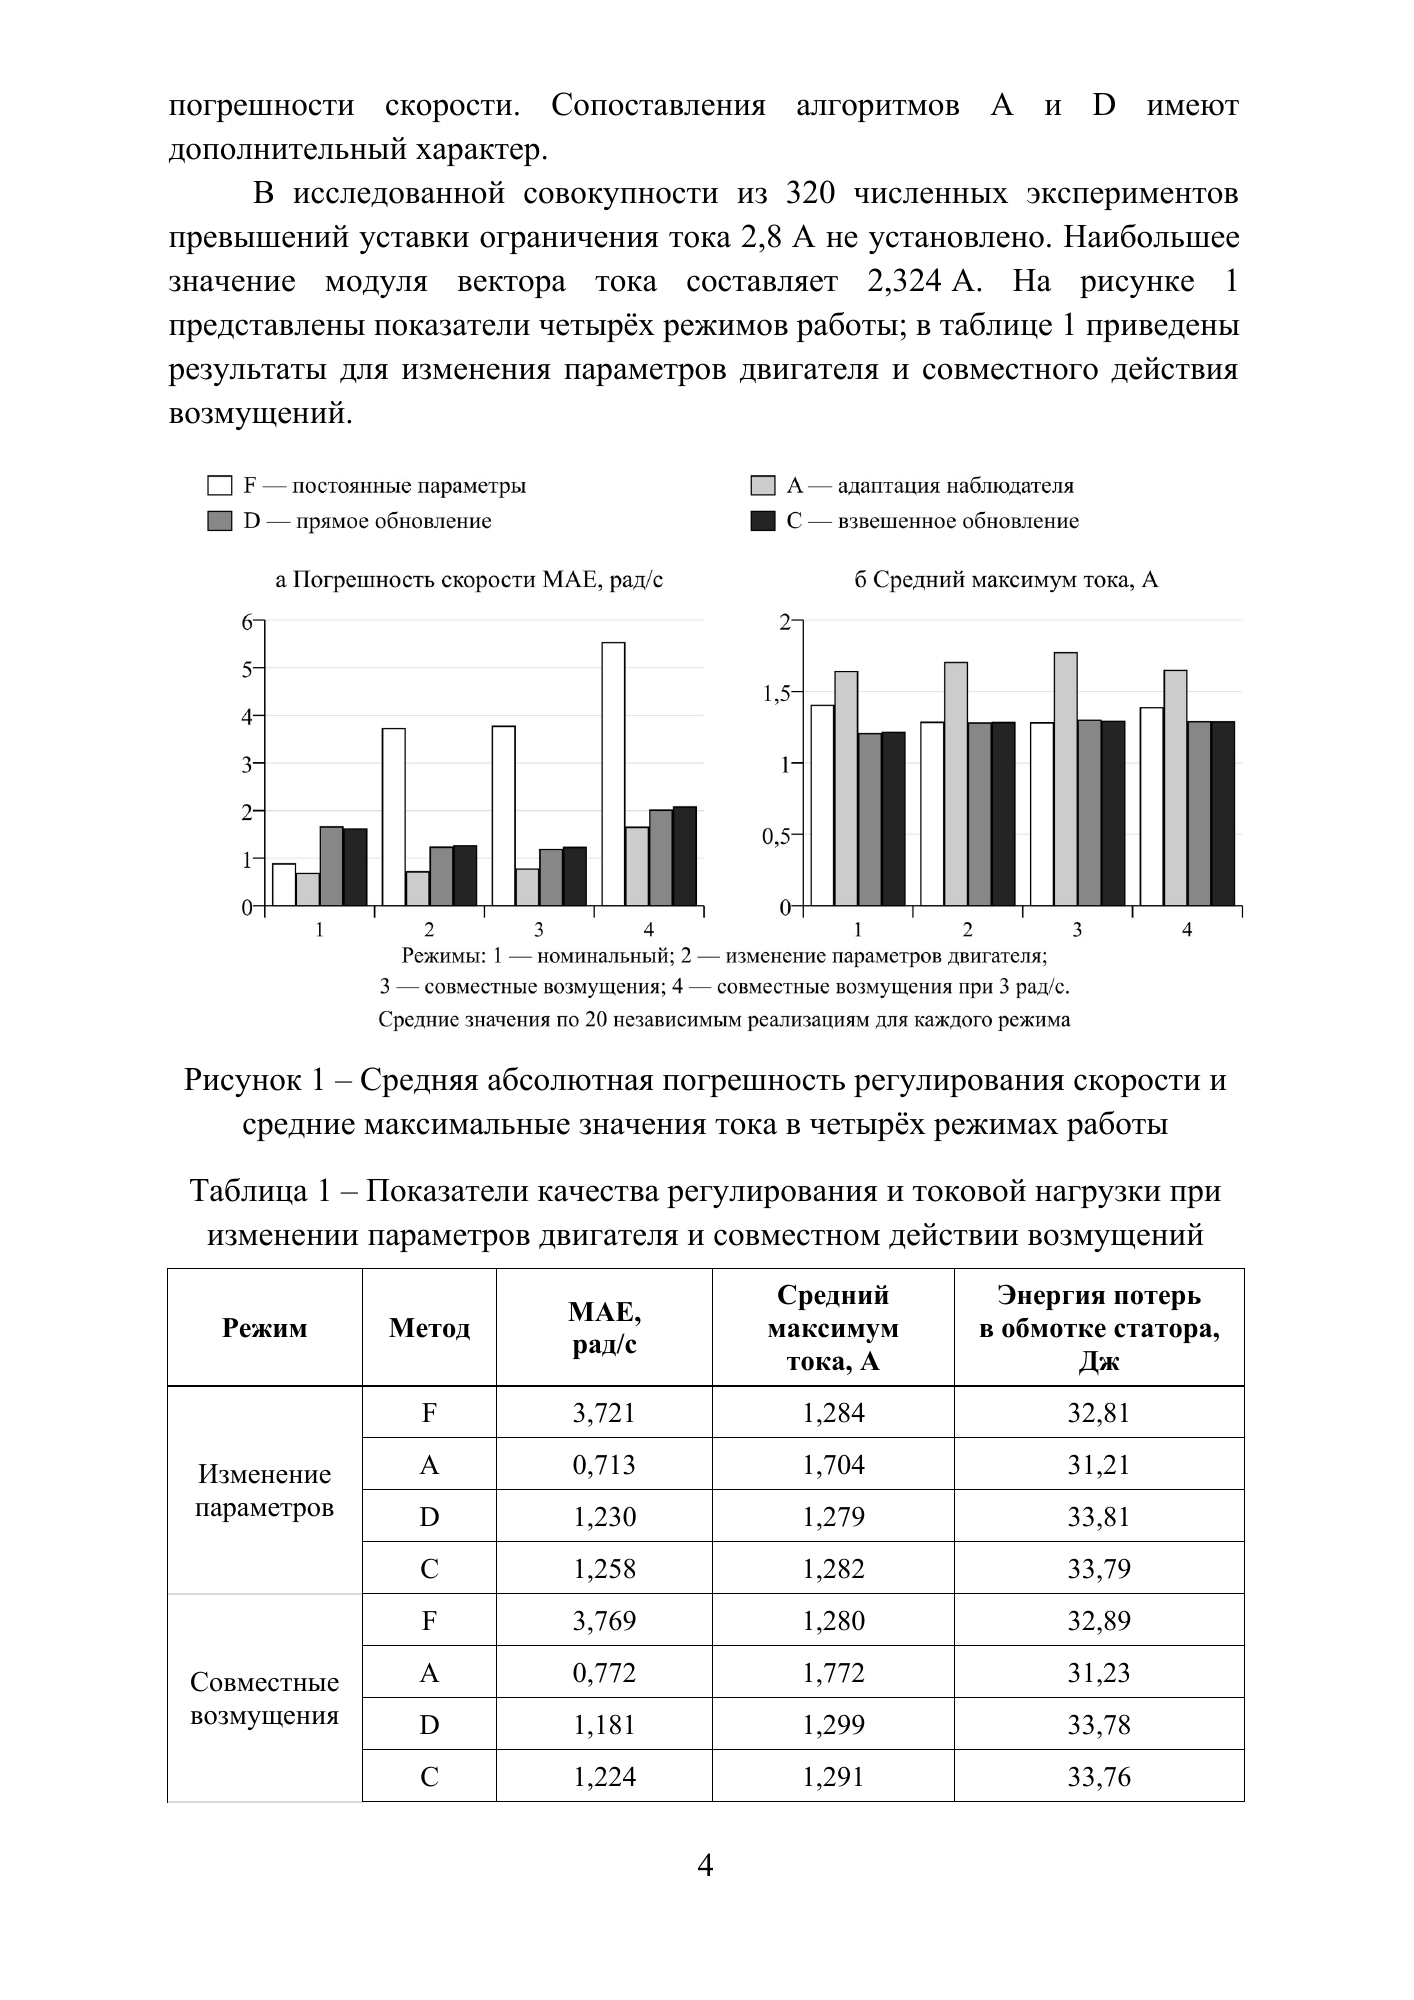 погрешности скорости. Сопоставления алгоритмов A и D имеют
дополнительный характер.
В исследованной совокупности из 320 численных экспериментов
превышений уставки ограничения тока 2,8 А не установлено. Наибольшее
значение модуля вектора тока составляет 2,324 А. На рисунке 1
представлены показатели четырёх режимов работы; в таблице 1 приведены
результаты для изменения параметров двигателя и совместного действия
возмущений.
F — постоянные параметры
A — адаптация наблюдателя
D — прямое обновление
C — взвешенное обновление
а Погрешность скорости MAE, рад/с
6
5
4
3
2
1
0
1 2 3 4
б Средний максимум тока, А
2
1,5
1
0,5
0
1 2 3 4
Режимы: 1 — номинальный; 2 — изменение параметров двигателя;
3 — совместные возмущения; 4 — совместные возмущения при 3 рад/с.
Средние значения по 20 независимым реализациям для каждого режима
Рисунок 1 – Средняя абсолютная погрешность регулирования скорости и
средние максимальные значения тока в четырёх режимах работы
Таблица 1 – Показатели качества регулирования и токовой нагрузки при
изменении параметров двигателя и совместном действии возмущений
Режим
Метод
MAE,
рад/с
Средний
максимум
тока, А
Энергия потерь
в обмотке статора,
Дж
Изменение
параметров
F 3,721 1,284 32,81
A 0,713 1,704 31,21
D 1,230 1,279 33,81
C 1,258 1,282 33,79
Совместные
возмущения
F 3,769 1,280 32,89
A 0,772 1,772 31,23
D 1,181 1,299 33,78
C 1,224 1,291 33,76
4